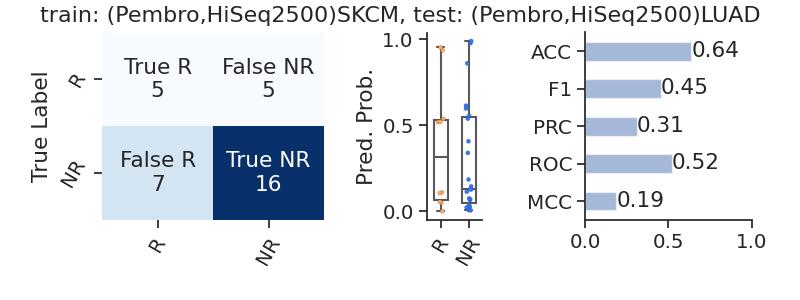 train: (Pembro,HiSeq2500)SKCM, test: (Pembro,HiSeq2500)LUAD
True Label
R
NR
True R
5
False NR
5
False R
7
True NR
16
R
NR
Pred. Prob.
1.0
0.5
0.0
R
NR
ACC
0.64
F1
0.45
PRC
0.31
ROC
0.52
MCC
0.19
0.0
0.5
1.0